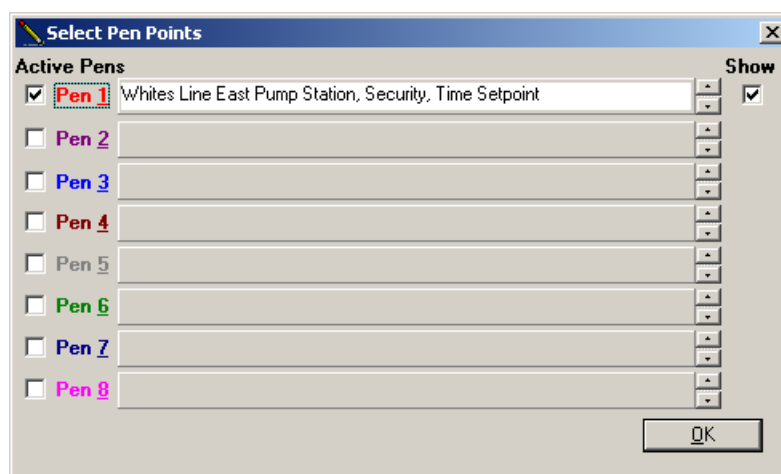 Select Pen Points
Active Pens Show
Pen 1 Whites Line East Pump Station, Security, Time Setpoint
Pen 2
Pen 3
Pen 4
Pen 5
Pen 6
Pen 7
Pen 8
OK